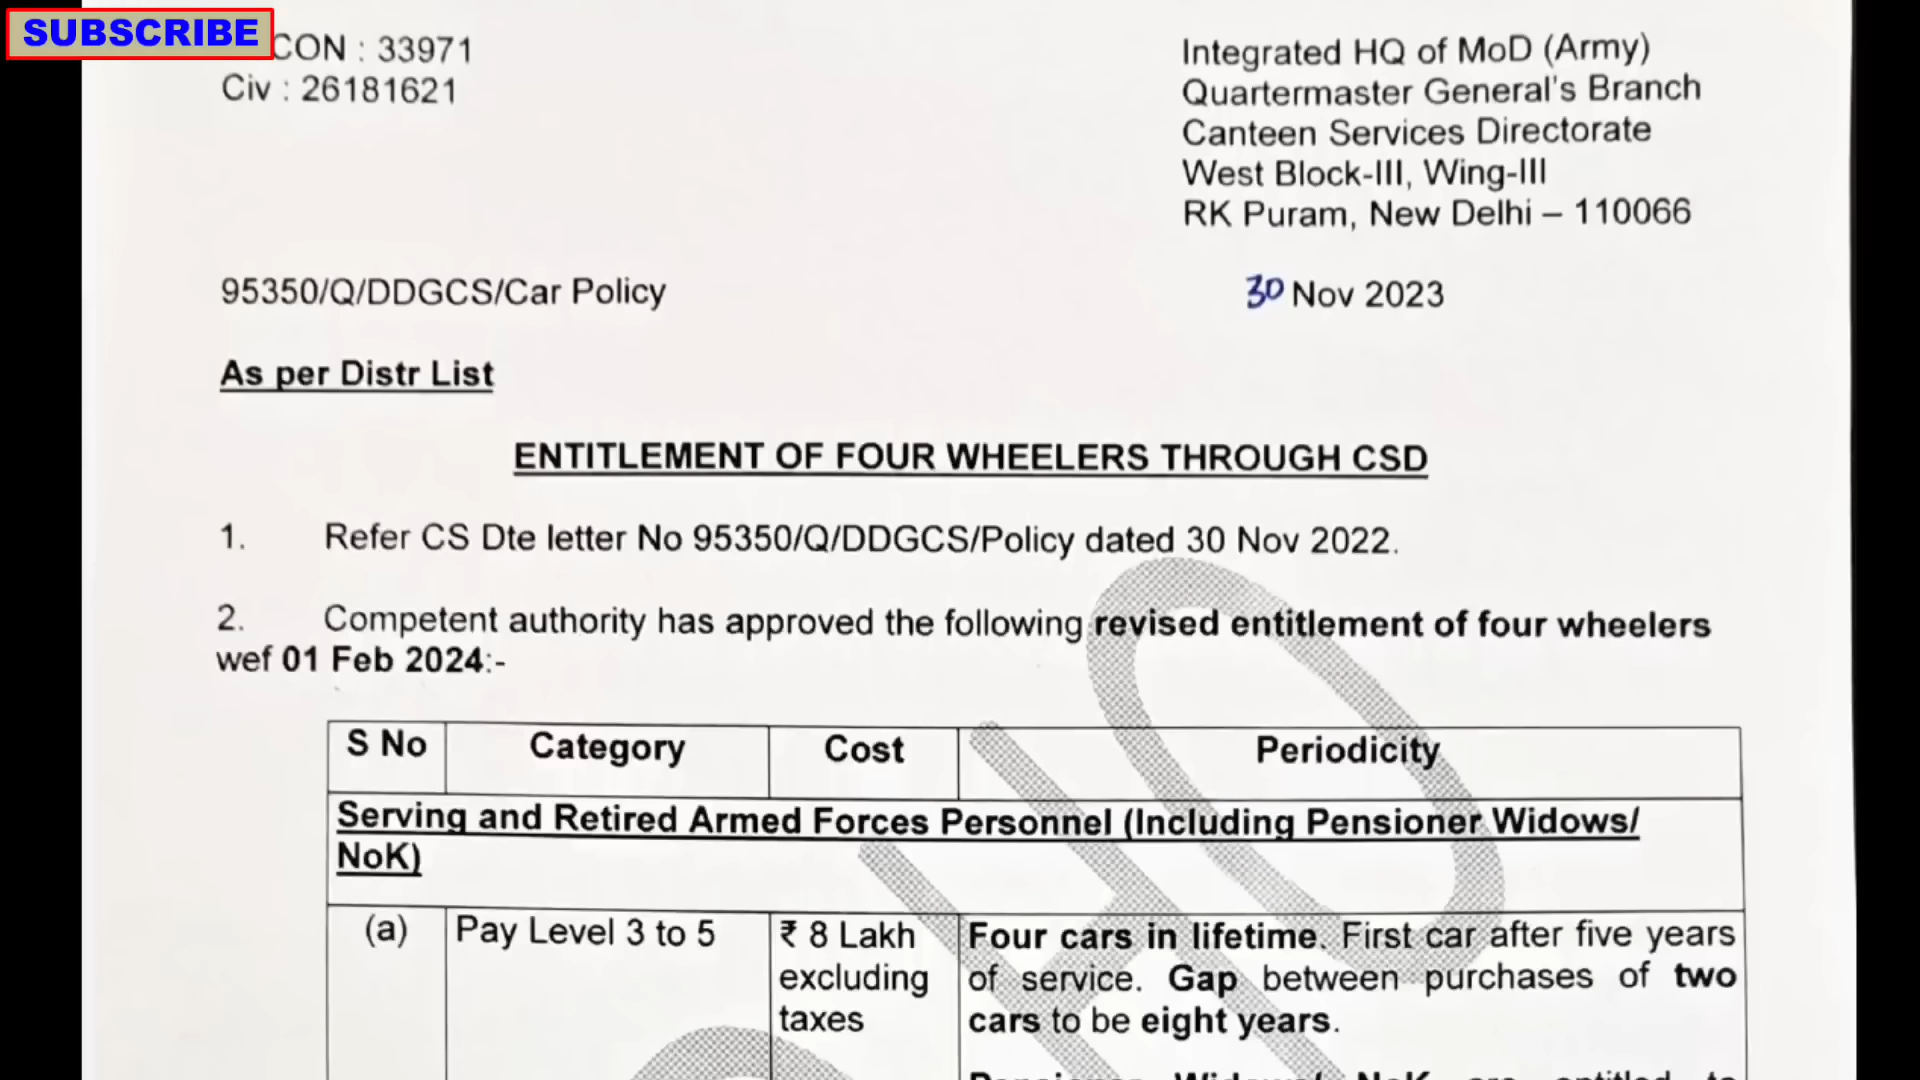 SUBSCRIBE
CON : 33971
Civ : 26181621
Integrated HQ of MoD (Army)
Quartermaster General's Branch
Canteen Services Directorate
West Block-III, Wing-III
RK Puram, New Delhi – 110066
95350/Q/DDGCS/Car Policy
30 Nov 2023
As per Distr List
ENTITLEMENT OF FOUR WHEELERS THROUGH CSD
1. Refer CS Dte letter No 95350/Q/DDGCS/Policy dated 30 Nov 2022.
2. Competent authority has approved the following revised entitlement of four wheelers
wef 01 Feb 2024:-
S No Category Cost Periodicity
Serving and Retired Armed Forces Personnel (Including Pensioner Widows/
NoK)
(a) Pay Level 3 to 5 ₹ 8 Lakh Four cars in lifetime. First car after five years
excluding of service. Gap between purchases of two
taxes cars to be eight years.
Pensioner Widows/ NoK are entitled to